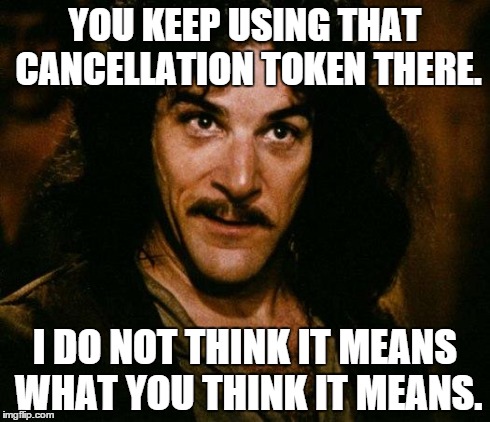 YOU KEEP USING THAT
CANCELLATION TOKEN THERE.
I DO NOT THINK IT MEANS
WHAT YOU THINK IT MEANS.
imgflip.com